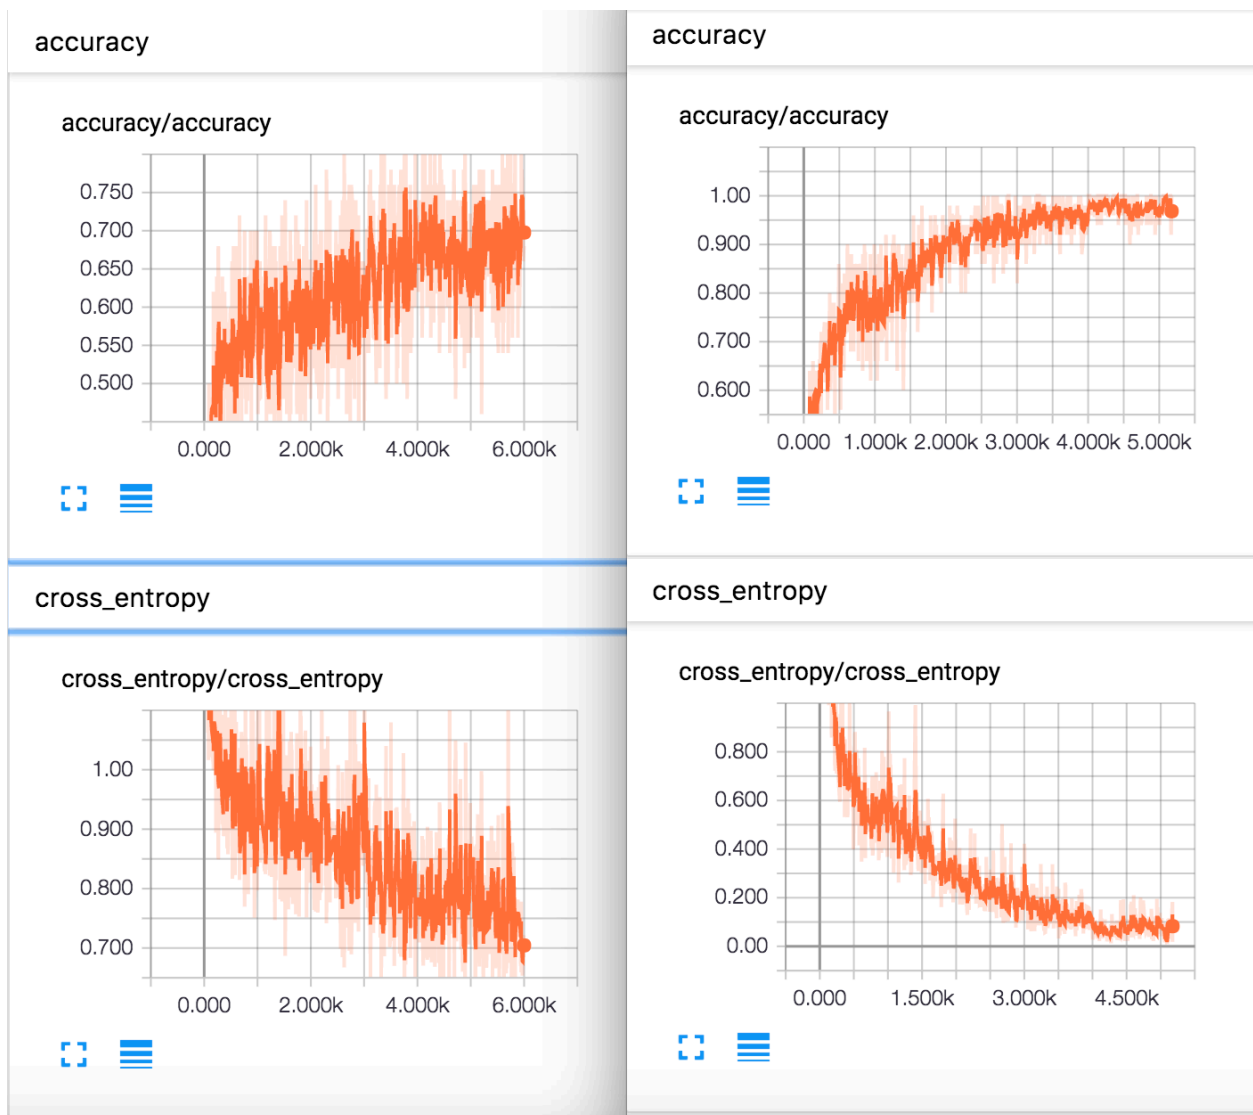 accuracy
accuracy/accuracy
0.750
0.700
0.650
0.600
0.550
0.500
0.000 2.000k 4.000k 6.000k
cross_entropy
cross_entropy/cross_entropy
1.00
0.900
0.800
0.700
0.000 2.000k 4.000k 6.000k
accuracy
accuracy/accuracy
1.00
0.900
0.800
0.700
0.600
0.000 1.000k 2.000k 3.000k 4.000k 5.000k
cross_entropy
cross_entropy/cross_entropy
0.800
0.600
0.400
0.200
0.00
0.000 1.500k 3.000k 4.500k